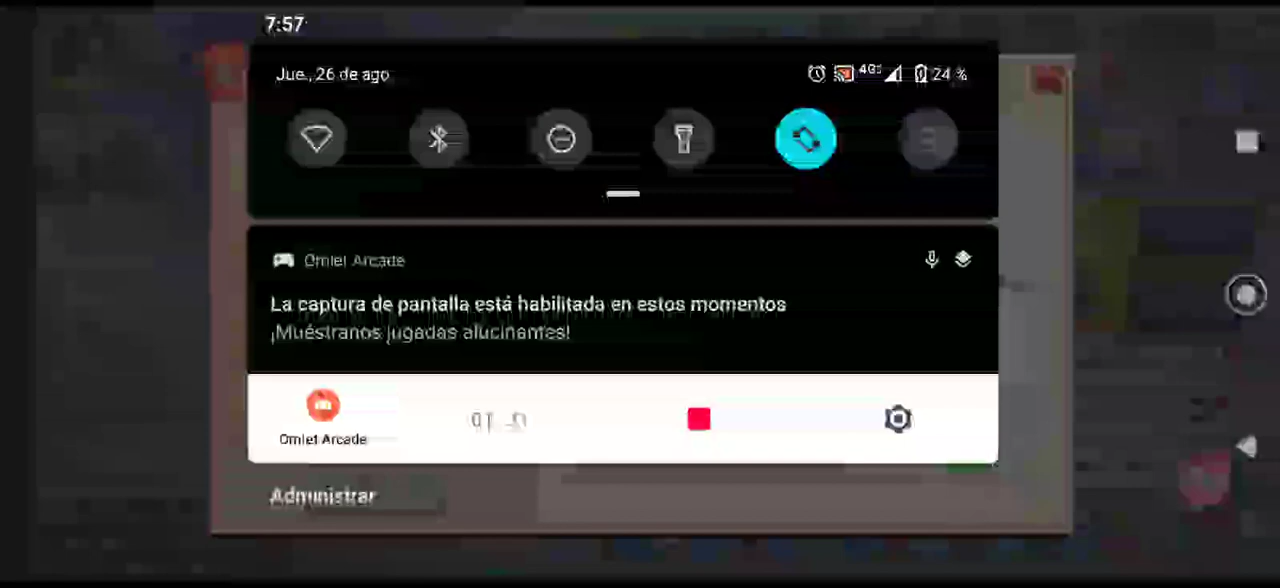 7:57
Jue., 26 de ago
4G
24 %
Omlet Arcade
La captura de pantalla está habilitada en estos momentos
¡Muéstranos jugadas alucinantes!
Omlet Arcade
Administrar